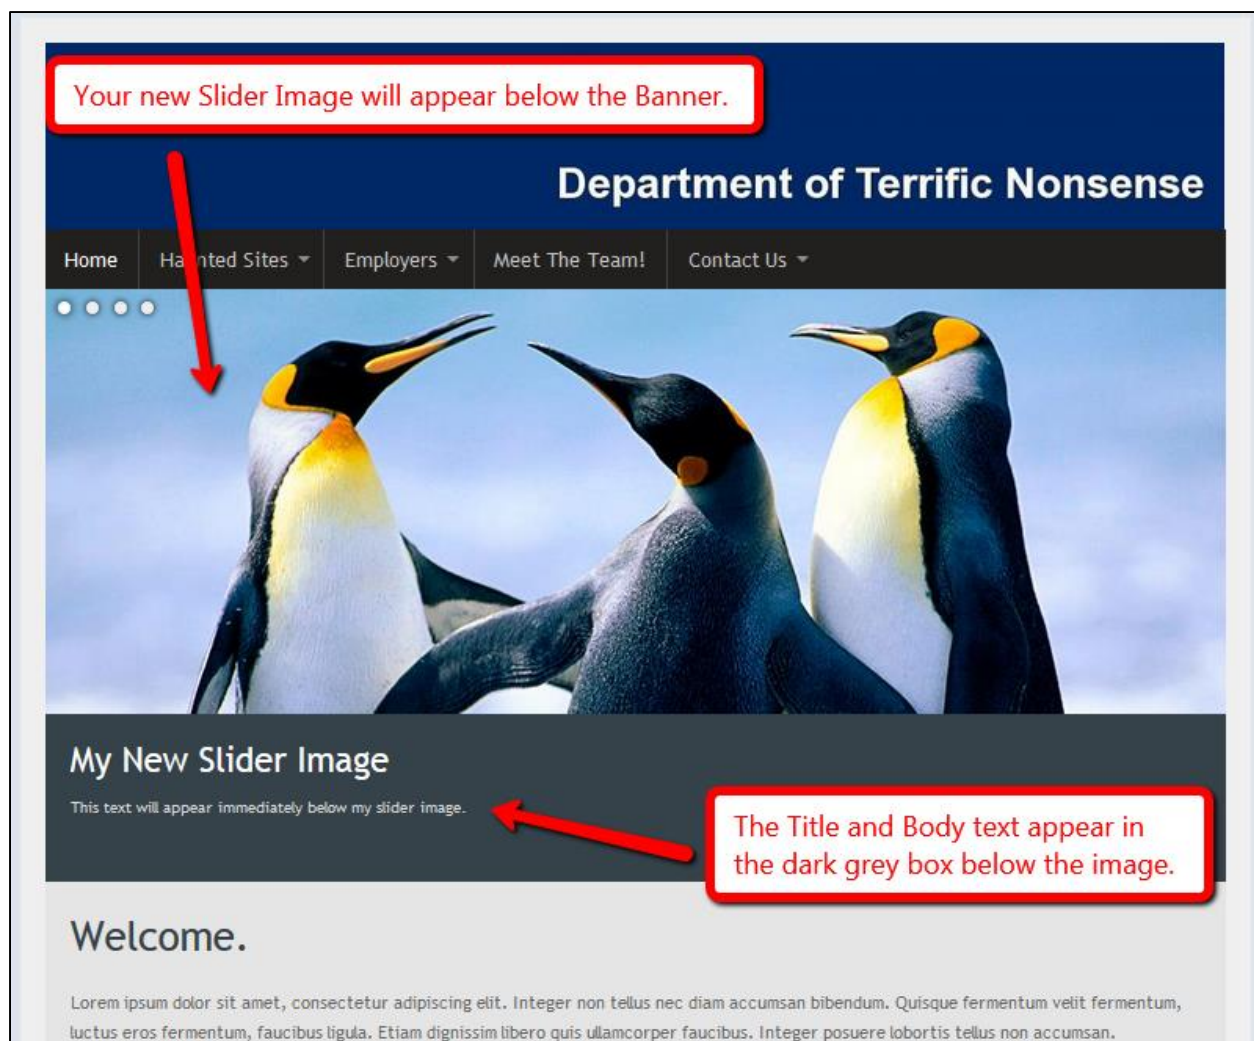 Your new Slider Image will appear below the Banner.
Department of Terrific Nonsense
Home Haunted Sites Employers Meet The Team! Contact Us
My New Slider Image
This text will appear immediately below my slider image.
The Title and Body text appear in
the dark grey box below the image.
Welcome.
Lorem ipsum dolor sit amet, consectetur adipiscing elit. Integer non tellus nec diam accumsan bibendum. Quisque fermentum velit fermentum,
luctus eros fermentum, faucibus ligula. Etiam dignissim libero quis ullamcorper faucibus. Integer posuere lobortis tellus non accumsan.